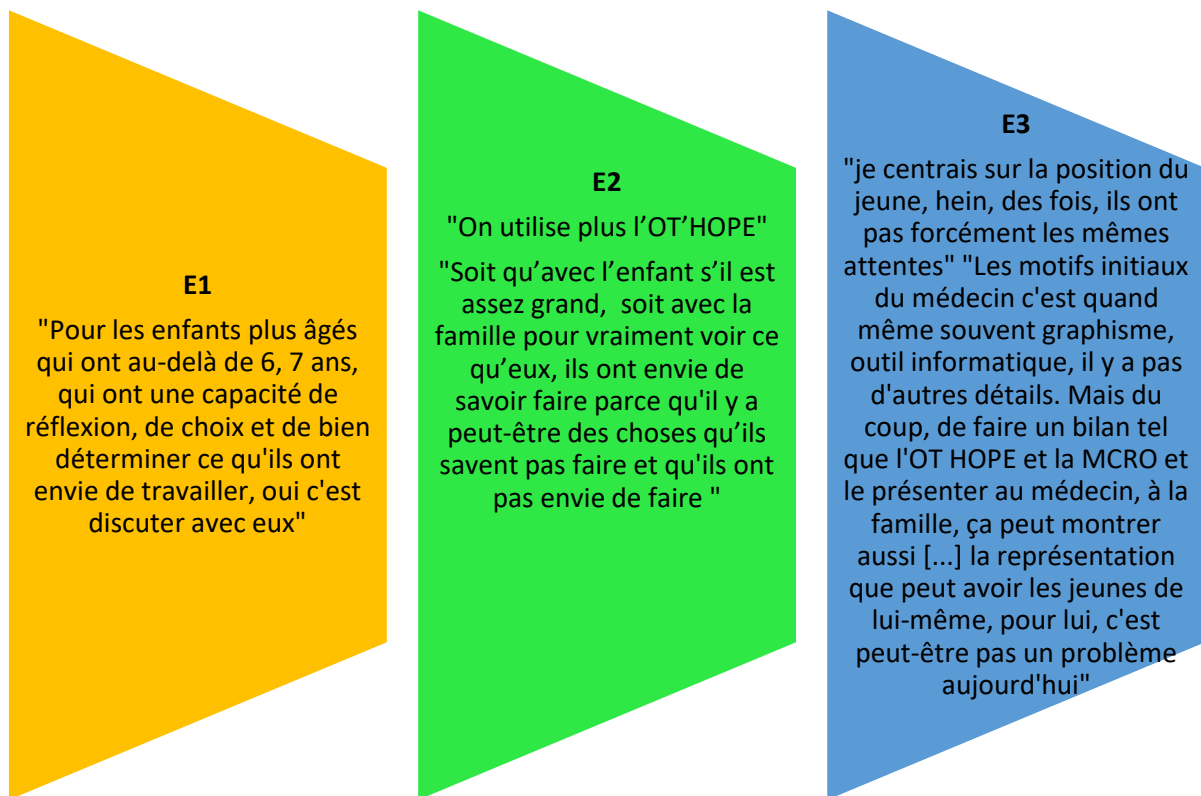 E1
"Pour les enfants plus âgés
qui ont au-delà de 6, 7 ans,
qui ont une capacité de
réflexion, de choix et de bien
déterminer ce qu'ils ont
envie de travailler, oui c'est
discuter avec eux"
E2
"On utilise plus l’OT’HOPE"
"Soit qu’avec l’enfant s’il est
assez grand,  soit avec la
famille pour vraiment voir ce
qu’eux, ils ont envie de
savoir faire parce qu'il y a
peut-être des choses qu’ils
savent pas faire et qu'ils ont
pas envie de faire "
E3
"je centrais sur la position du
jeune, hein, des fois, ils ont
pas forcément les mêmes
attentes" "Les motifs initiaux
du médecin c'est quand
même souvent graphisme,
outil informatique, il y a pas
d'autres détails. Mais du
coup, de faire un bilan tel
que l'OT HOPE et la MCRO et
le présenter au médecin, à la
famille, ça peut montrer
aussi [...] la représentation
que peut avoir les jeunes de
lui-même, pour lui, c'est
peut-être pas un problème
aujourd'hui"